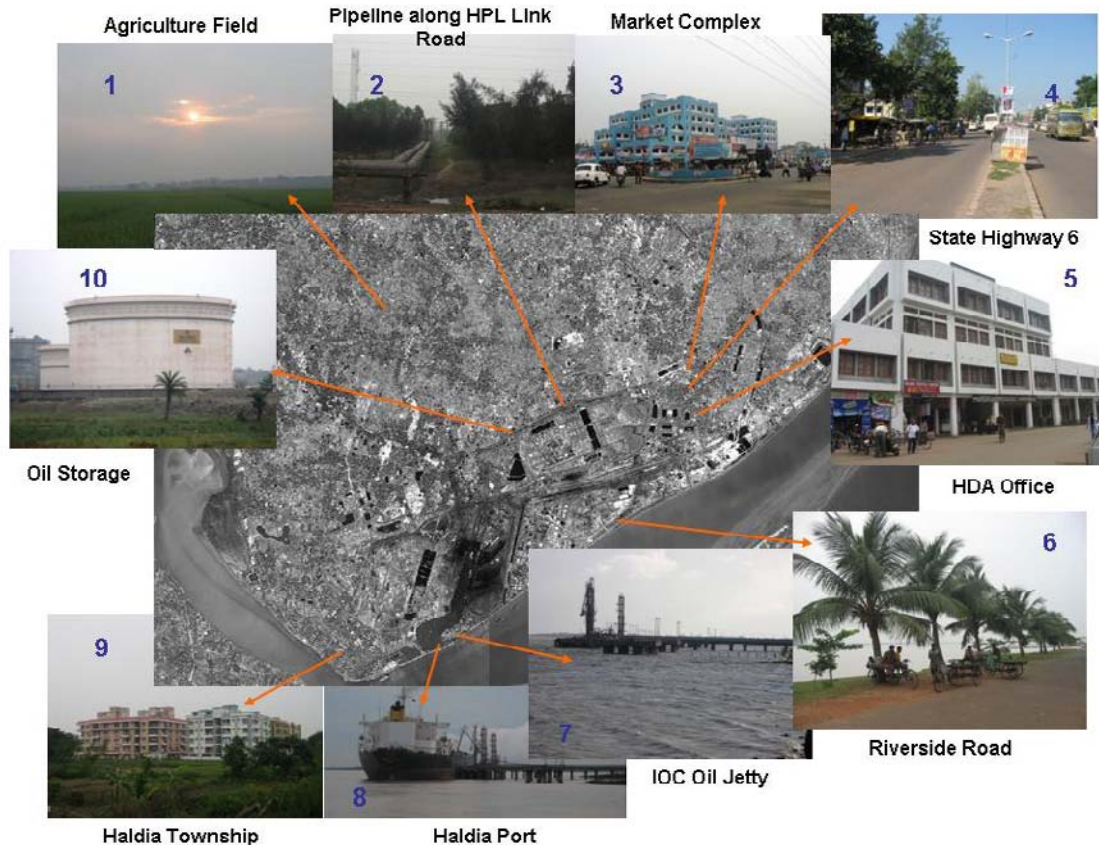 Agriculture Field
Pipeline along HPL Link
Road
Market Complex
1
2
3
4
State Highway 6
10
5
Oil Storage
HDA Office
6
9
7
Riverside Road
8
IOC Oil Jetty
Haldia Township
Haldia Port